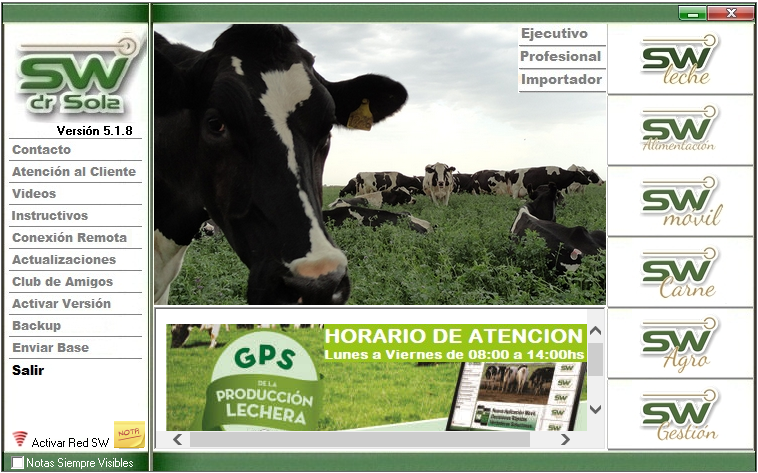 X
SW
dr Sola
Versión 5.1.8
Contacto
Atención al Cliente
Videos
Instructivos
Conexión Remota
Actualizaciones
Club de Amigos
Activar Versión
Backup
Enviar Base
Salir
Activar Red SW
NOTA
Notas Siempre Visibles
Ejecutivo
Profesional
Importador
HORARIO DE ATENCION
Lunes a Viernes de 08:00 a 14:00hs
GPS
DE LA
PRODUCCIÓN
LECHERA
SW
leche
SW
Alimentación
SW
movil
SW
Carne
SW
Agro
SW
Gestión